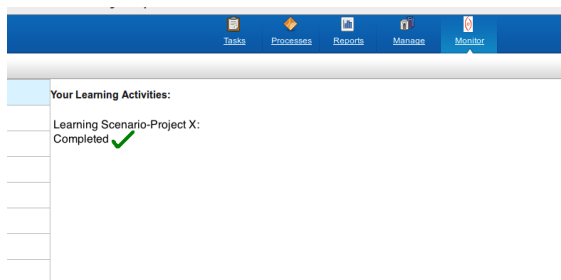 Tasks Processes Reports Manage Monitor
Your Learning Activities:
Learning Scenario-Project X:
Completed